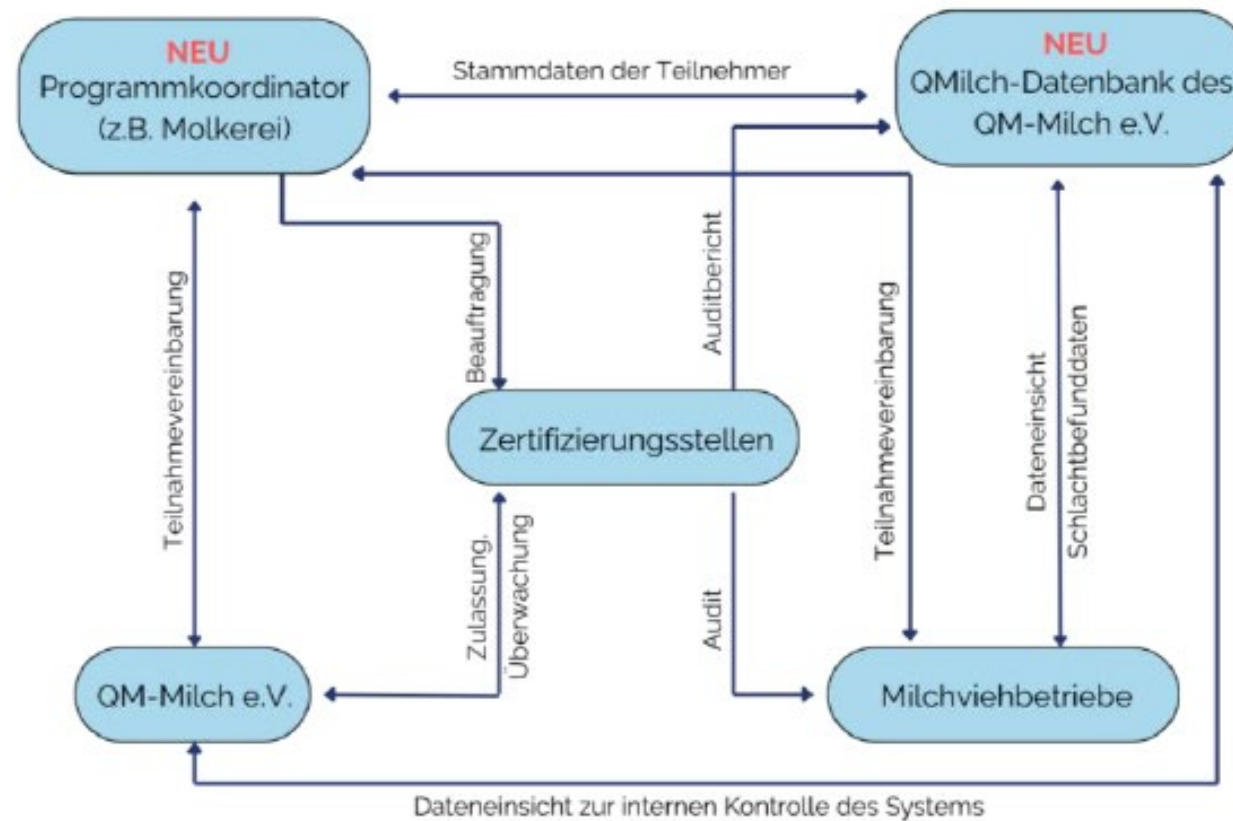 NEU
Programmkoordinator
(z.B. Molkerei)
Stammdaten der Teilnehmer
NEU
QMilch-Datenbank des
QM-Milch e.V.
Teilnahmevereinbarung
Beauftragung
Auditbericht
Teilnahmevereinbarung
Dateneinsicht
Schlachtbefunddaten
Zertifizierungsstellen
Zulassung,
Überwachung
Audit
QM-Milch e.V.
Milchviehbetriebe
Dateneinsicht zur internen Kontrolle des Systems